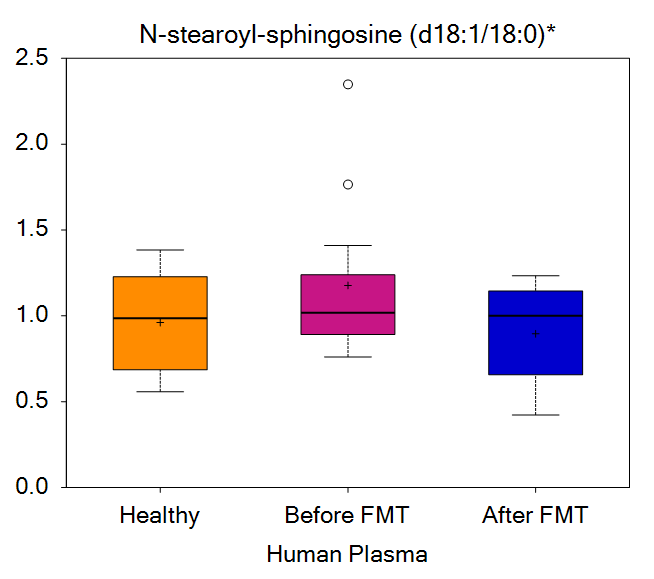 N-stearoyl-sphingosine (d18:1/18:0)*
2.5
2.0
1.5
1.0
0.5
0.0
Healthy Before FMT After FMT
Human Plasma